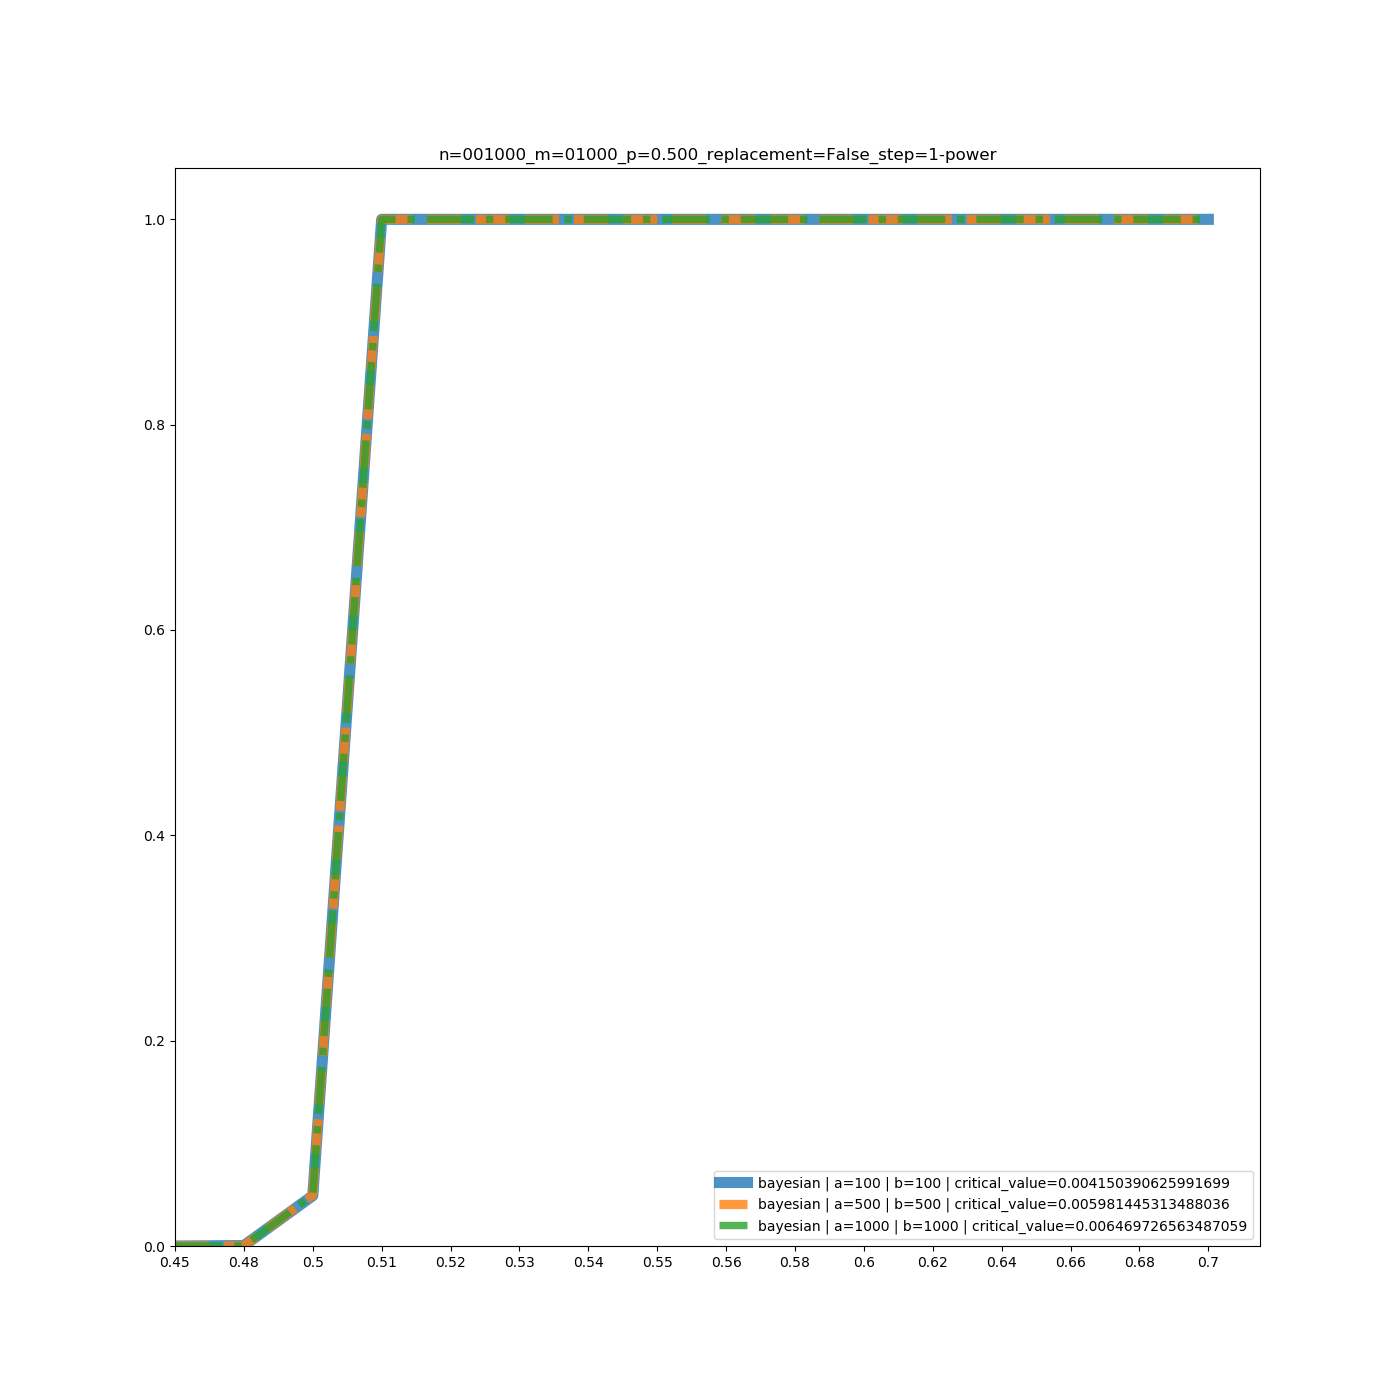 n=001000_m=01000_p=0.500_replacement=False_step=1-power
1.0
0.8
0.6
0.4
0.2
0.0
0.45 0.48 0.5 0.51 0.52 0.53 0.54 0.55 0.56 0.58 0.6 0.62 0.64 0.66 0.68 0.7
bayesian | a=100 | b=100 | critical_value=0.004150390625991699
bayesian | a=500 | b=500 | critical_value=0.005981445313488036
bayesian | a=1000 | b=1000 | critical_value=0.006469726563487059